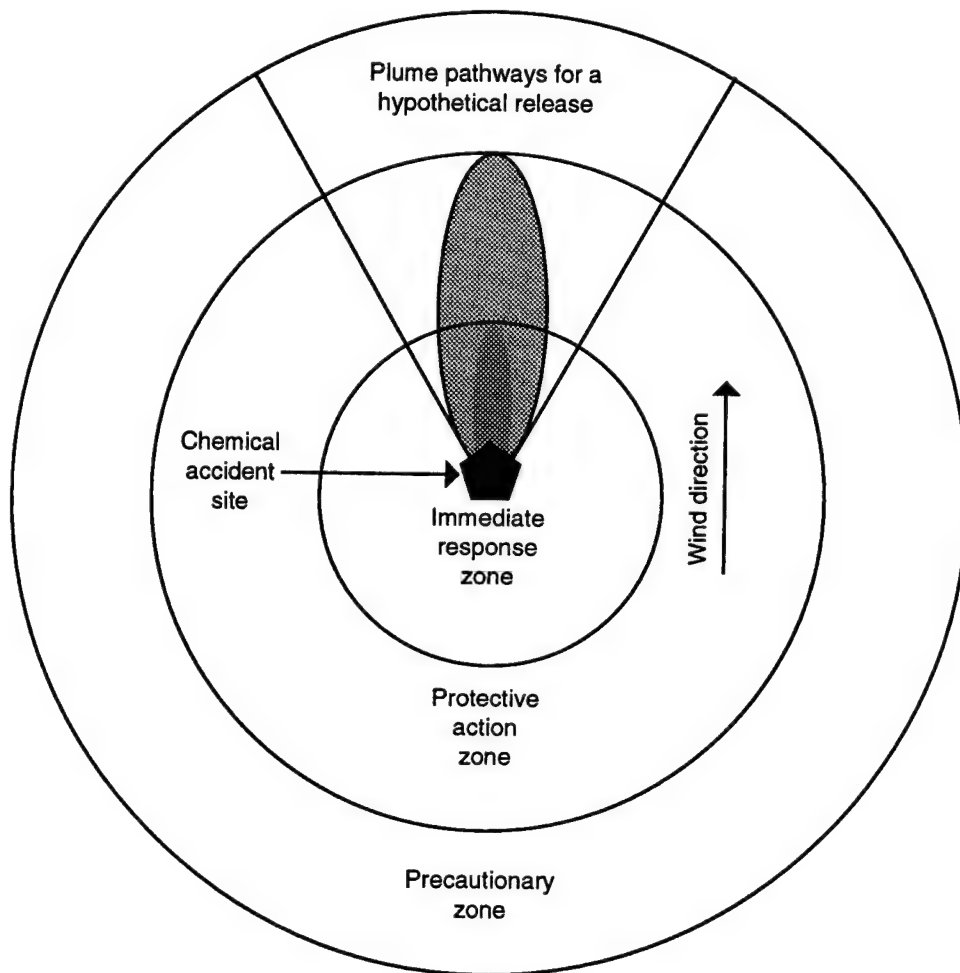 Plume pathways for a
hypothetical release
Chemical
accident
site
Wind direction
Immediate
response
zone
Protective
action
zone
Precautionary
zone